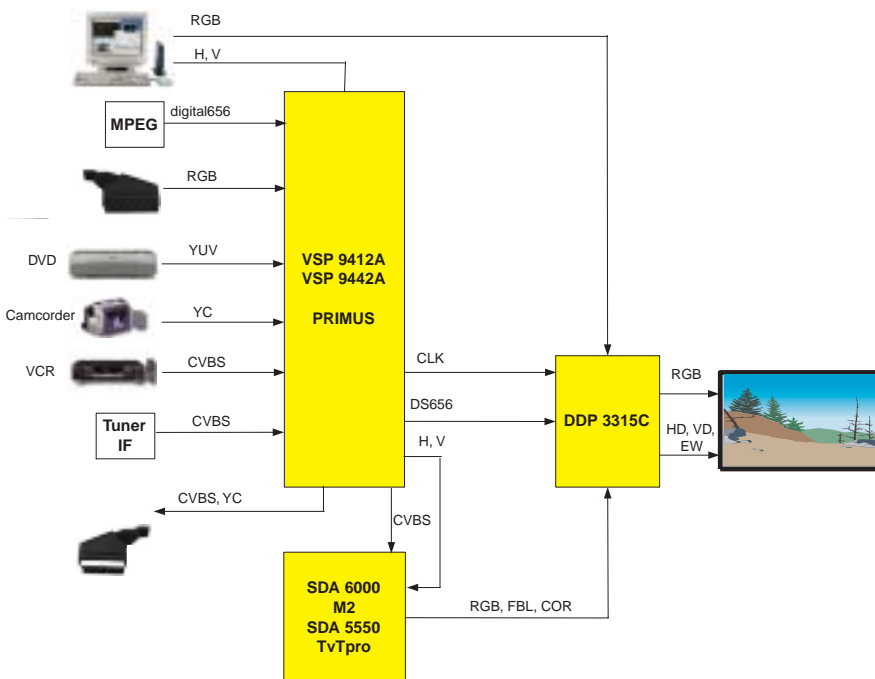 RGB
H, V
MPEG
digital656
RGB
DVD
YUV
VSP 9412A
VSP 9442A
PRIMUS
Camcorder
YC
VCR
CVBS
CLK
DS656
Tuner
IF
CVBS
H, V
DDP 3315C
RGB
HD, VD,
EW
CVBS, YC
CVBS
SDA 6000
M2
SDA 5550
TvTpro
RGB, FBL, COR